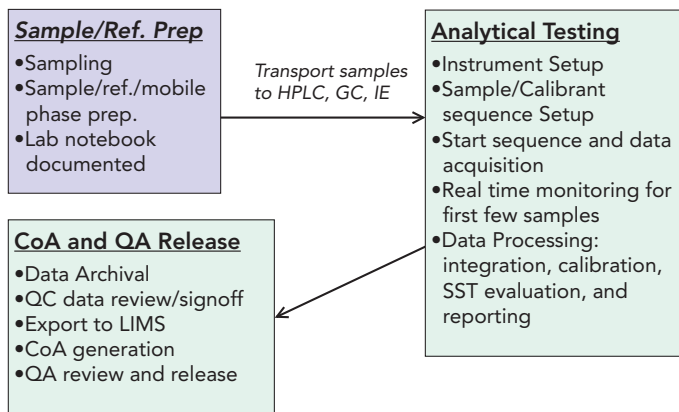 Sample/Ref. Prep
•Sampling
•Sample/ref./mobile
phase prep.
•Lab notebook
documented
Transport samples
to HPLC, GC, IE
Analytical Testing
•Instrument Setup
•Sample/Calibrant
sequence Setup
•Start sequence and data
acquisition
•Real time monitoring for
first few samples
•Data Processing:
integration, calibration,
SST evaluation, and
reporting
CoA and QA Release
•Data Archival
•QC data review/signoff
•Export to LIMS
•CoA generation
•QA review and release